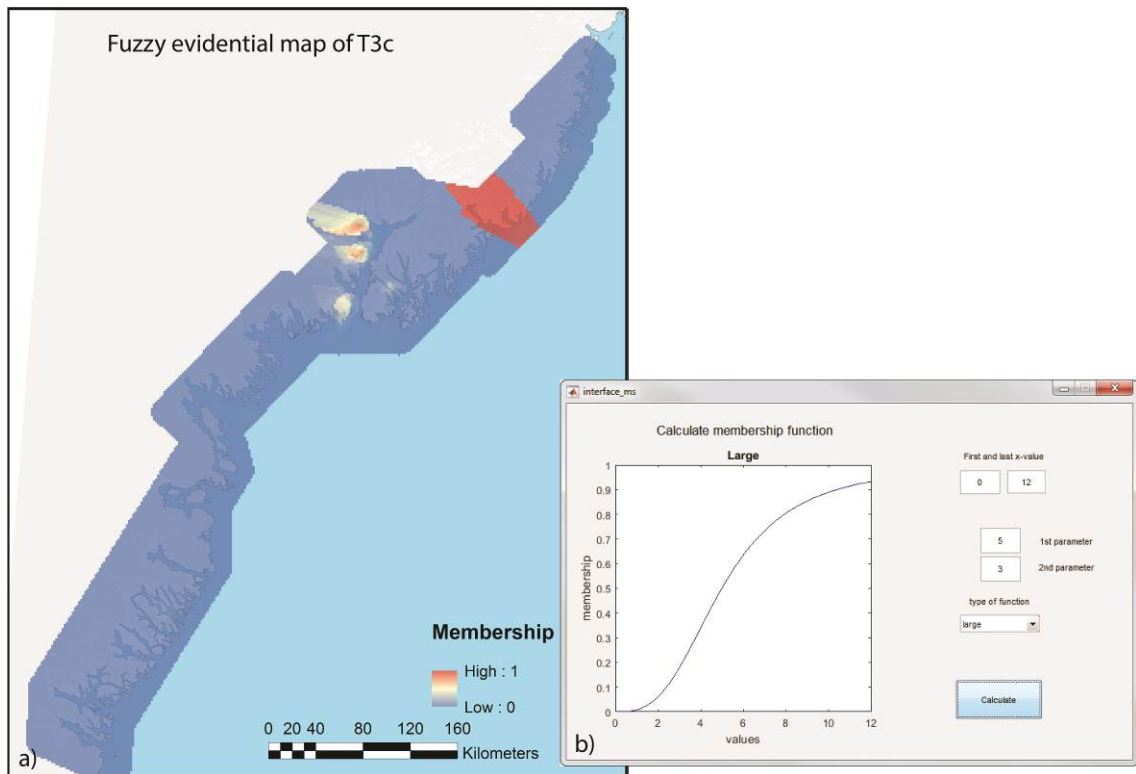 Fuzzy evidential map of T3c
Membership
High : 1
Low : 0
0 20 40 80 120 160
Kilometers
a)
interface_ms
Calculate membership function
Large
1
0.9
0.8
0.7
0.6
0.5
0.4
0.3
0.2
0.1
0
membership
0 2 4 6 8 10 12
values
First and last x-value
0 12
5 1st parameter
3 2nd parameter
type of function
large
Calculate
b)